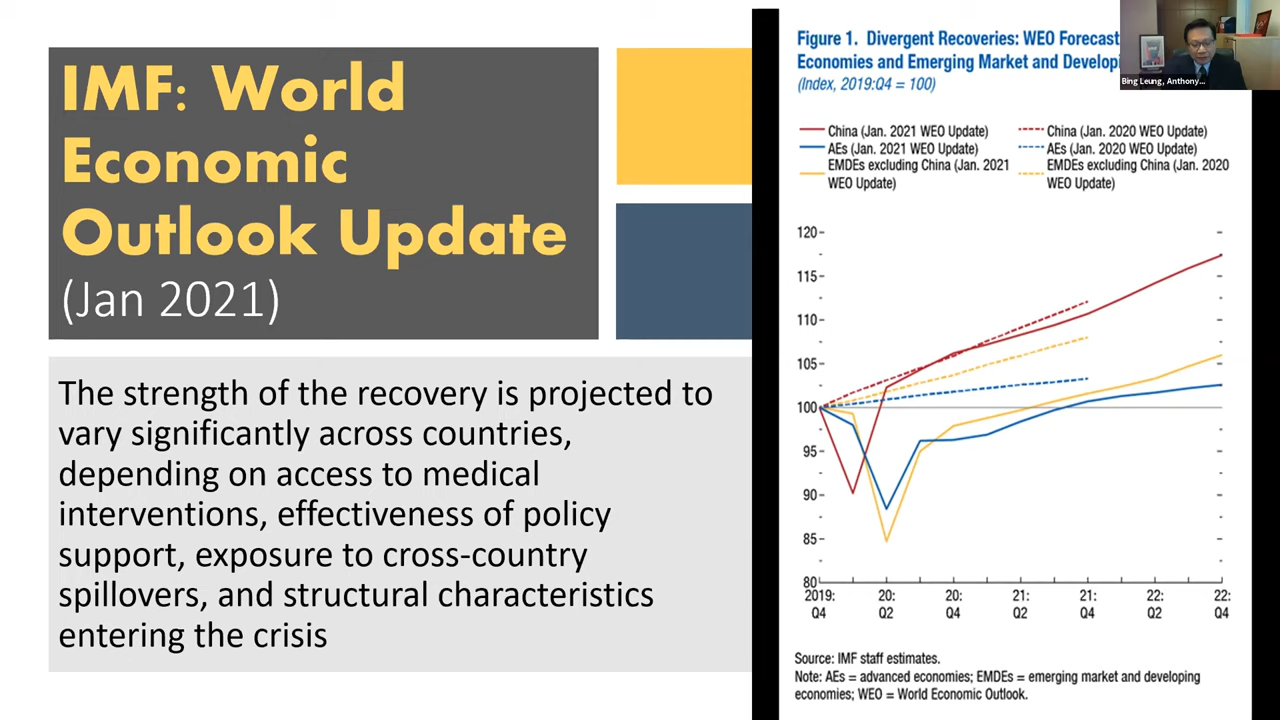 IMF: World
Economic
Outlook Update
(Jan 2021)
The strength of the recovery is projected to
vary significantly across countries,
depending on access to medical
interventions, effectiveness of policy
support, exposure to cross-country
spillovers, and structural characteristics
entering the crisis
Figure 1. Divergent Recoveries: WEO Forecast
Economies and Emerging Market and Developi
(Index, 2019:Q4 = 100)
Bing Leung, Anthony...
China (Jan. 2021 WEO Update)
China (Jan. 2020 WEO Update)
AEs (Jan. 2021 WEO Update)
AEs (Jan. 2020 WEO Update)
EMDEs excluding China (Jan. 2021
WEO Update)
EMDEs excluding China (Jan. 2020
WEO Update)
120
115
110
105
100
95
90
85
80
2019: 20: 20: 21: 21: 22: 22:
Q4 Q2 Q4 Q2 Q4 Q2 Q4
Source: IMF staff estimates.
Note: AEs = advanced economies; EMDEs = emerging market and developing
economies; WEO = World Economic Outlook.